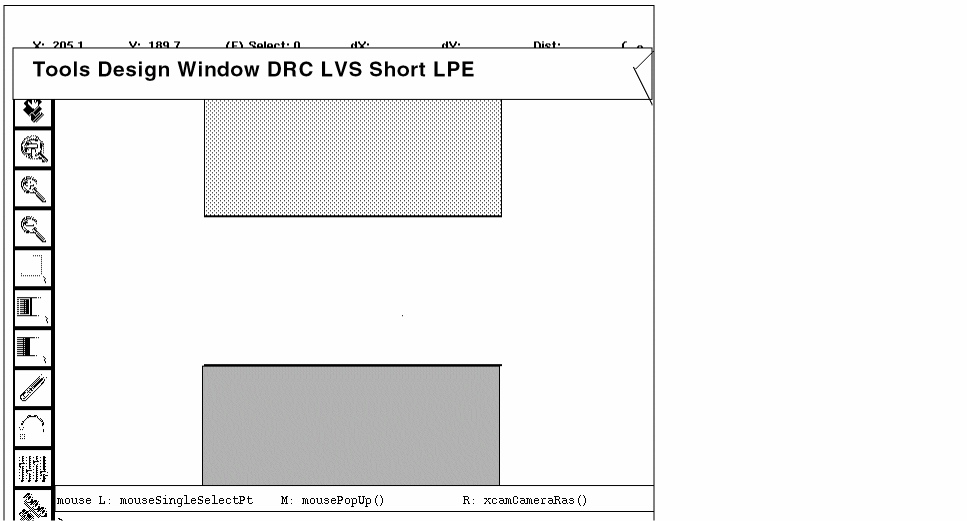 X: 205.1 Y: 189.7 (F) Select: 0 dX: dY: Dist:
Tools Design Window DRC LVS Short LPE
mouse L: mouseSingleSelectPt M: mousePopUp() R: xcamCameraRas()
>